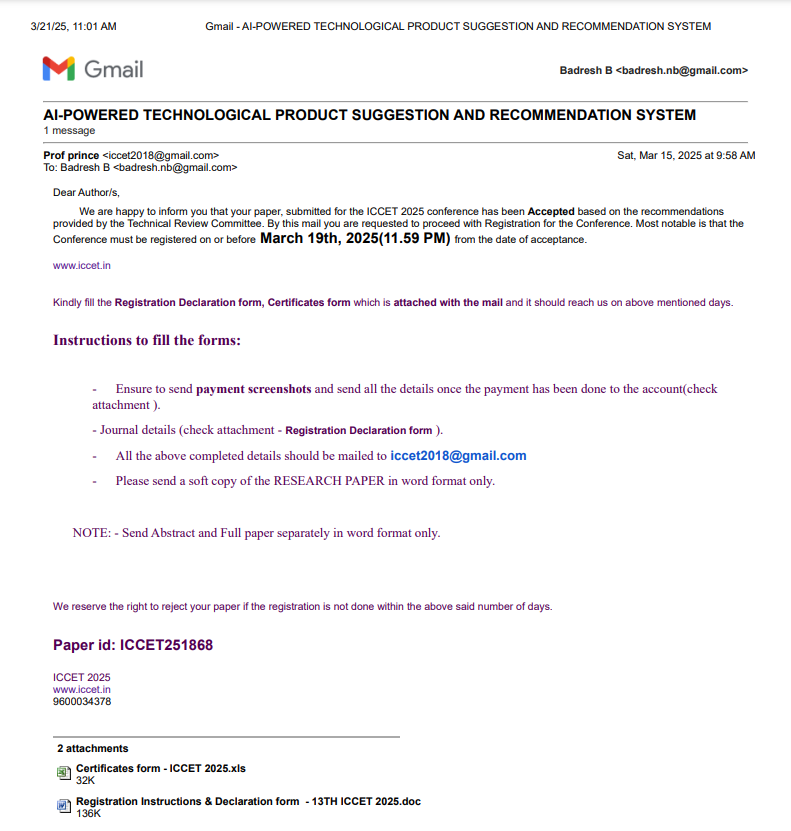 3/21/25, 11:01 AM Gmail - AI-POWERED TECHNOLOGICAL PRODUCT SUGGESTION AND RECOMMENDATION SYSTEM
Gmail Badresh B <badresh.nb@gmail.com>
AI-POWERED TECHNOLOGICAL PRODUCT SUGGESTION AND RECOMMENDATION SYSTEM
1 message
Prof prince <iccet2018@gmail.com> Sat, Mar 15, 2025 at 9:58 AM
To: Badresh B <badresh.nb@gmail.com>
Dear Author/s,
We are happy to inform you that your paper, submitted for the ICCET 2025 conference has been Accepted based on the recommendations
provided by the Technical Review Committee. By this mail you are requested to proceed with Registration for the Conference. Most notable is that the
Conference must be registered on or before March 19th, 2025(11.59 PM) from the date of acceptance.
www.iccet.in
Kindly fill the Registration Declaration form, Certificates form which is attached with the mail and it should reach us on above mentioned days.
Instructions to fill the forms:
- Ensure to send payment screenshots and send all the details once the payment has been done to the account(check
attachment ).
- Journal details (check attachment - Registration Declaration form ).
- All the above completed details should be mailed to iccet2018@gmail.com
- Please send a soft copy of the RESEARCH PAPER in word format only.
NOTE: - Send Abstract and Full paper separately in word format only.
We reserve the right to reject your paper if the registration is not done within the above said number of days.
Paper id: ICCET251868
ICCET 2025
www.iccet.in
9600034378
2 attachments
Certificates form - ICCET 2025.xls
32K
Registration Instructions & Declaration form - 13TH ICCET 2025.doc
136K